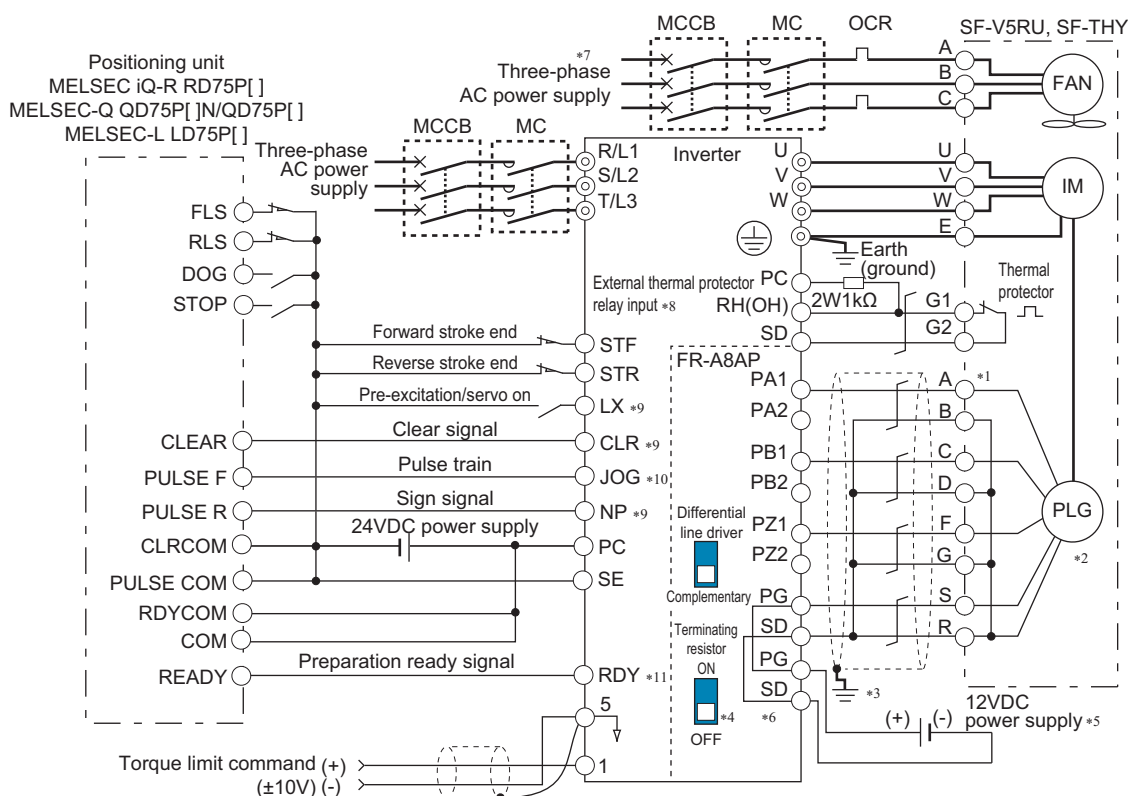 MCCB MC OCR SF-V5RU, SF-THY
*7 Three-phase
AC power supply
A
B
C
FAN
Positioning unit
MELSEC iQ-R RD75P[ ]
MELSEC-Q QD75P[ ]N/QD75P[ ]
MELSEC-L LD75P[ ]
MCCB MC
Three-phase
AC power
supply
R/L1
S/L2
T/L3
Inverter
U
V
W
U
V
W
E
IM
Earth
(ground)
FLS
RLS
DOG
STOP
External thermal protector
relay input *8
PC
RH(OH)
SD
2W1kΩ
G1
G2
Thermal
protector
Forward stroke end
STF
Reverse stroke end
STR
Pre-excitation/servo on
LX *9
CLEAR
Clear signal
CLR *9
PULSE F
Pulse train
JOG *10
PULSE R
Sign signal
NP *9
CLRCOM
24VDC power supply
PC
PULSE COM
SE
RDYCOM
COM
READY
Preparation ready signal
RDY *11
5
Torque limit command (+)
(±10V) (-)
1
FR-A8AP
PA1
PA2
PB1
PB2
PZ1
PZ2
PG
SD
PG
SD
Differential
line driver
Complementary
Terminating
resistor
ON
*4
OFF
*6
A *1
B
C
D
F
G
S
R
PLG
*2
*3
12VDC
power supply *5
(+) (-)